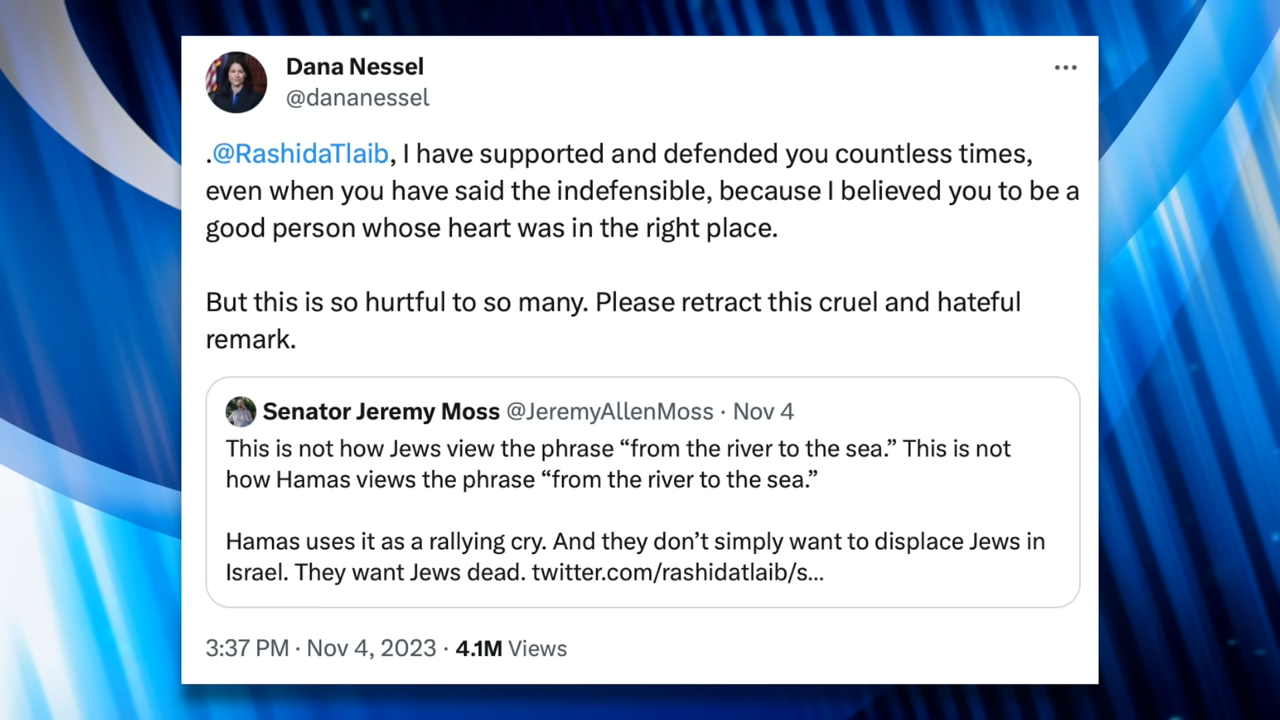 Dana Nessel
@dananessel
.@RashidaTlaib, I have supported and defended you countless times,
even when you have said the indefensible, because I believed you to be a
good person whose heart was in the right place.
But this is so hurtful to so many. Please retract this cruel and hateful
remark.
Senator Jeremy Moss @JeremyAllenMoss · Nov 4
This is not how Jews view the phrase “from the river to the sea.” This is not
how Hamas views the phrase “from the river to the sea.”
Hamas uses it as a rallying cry. And they don’t simply want to displace Jews in
Israel. They want Jews dead. twitter.com/rashidatlaib/s...
3:37 PM · Nov 4, 2023 · 4.1M Views